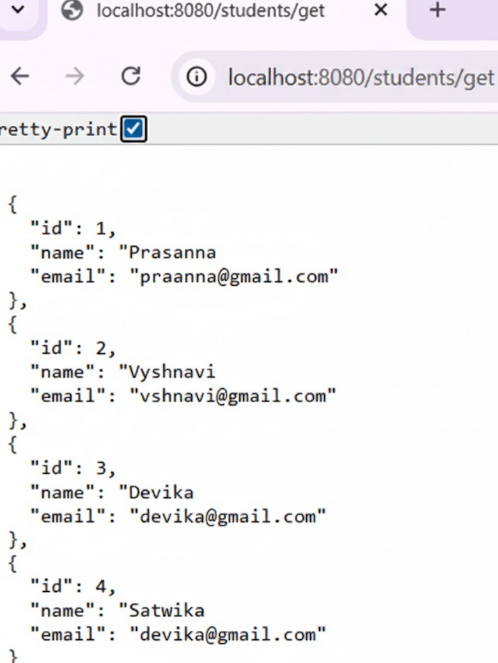 localhost:8080/students/get
localhost:8080/students/get
retty-print
{
"id": 1,
"name": "Prasanna
"email": "praanna@gmail.com"
},
{
"id": 2,
"name": "Vyshnavi
"email": "vshnavi@gmail.com"
},
{
"id": 3,
"name": "Devika
"email": "devika@gmail.com"
},
{
"id": 4,
"name": "Satwika
"email": "devika@gmail.com"
}